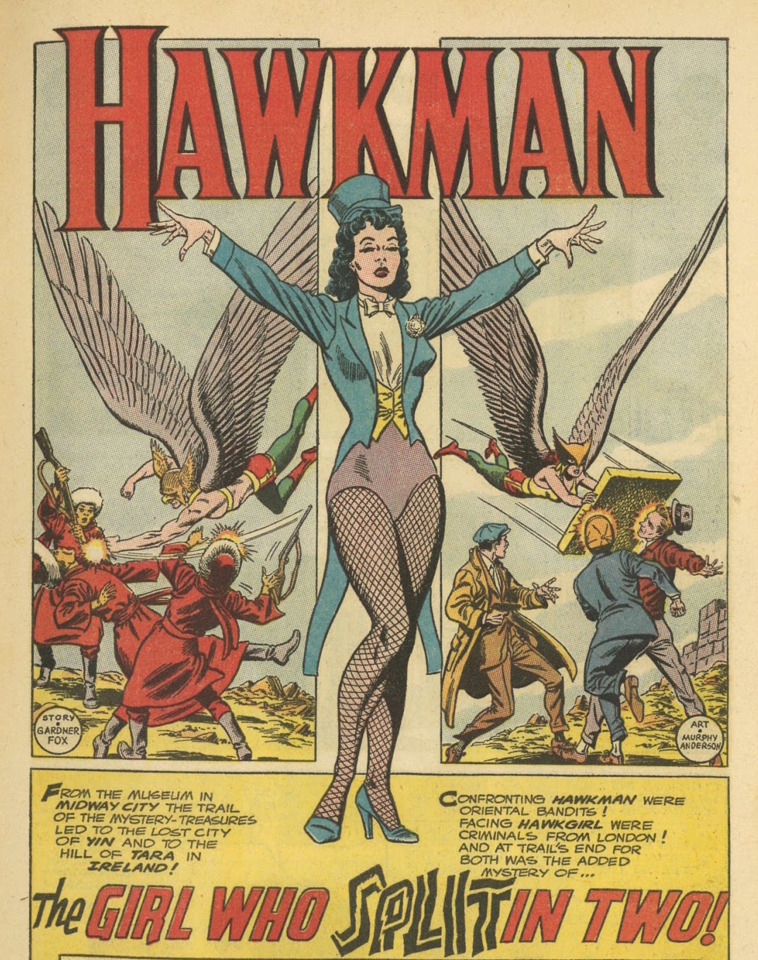 HAWKMAN
STORY
GARDNER
FOX
ART
MURPHY
ANDERSON
FROM THE MUSEUM IN
MIDWAY CITY THE TRAIL
OF THE MYSTERY-TREASURES
LED TO THE LOST CITY
OF YIN AND TO THE
HILL OF TARA IN
IRELAND!
CONFRONTING HAWKMAN WERE
ORIENTAL BANDITS!
FACING HAWKGIRL WERE
CRIMINALS FROM LONDON!
AND AT TRAIL'S END FOR
BOTH WAS THE ADDED
MYSTERY OF...
The GIRL WHO SPLIT IN TWO!